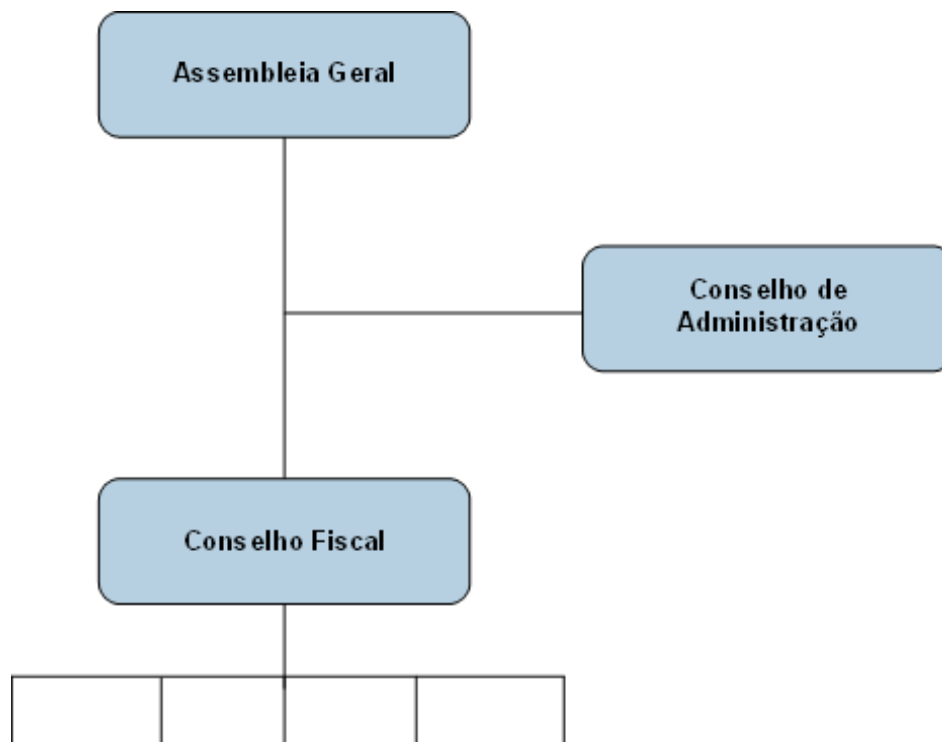 Assembleia Geral
Conselho de
Administração
Conselho Fiscal